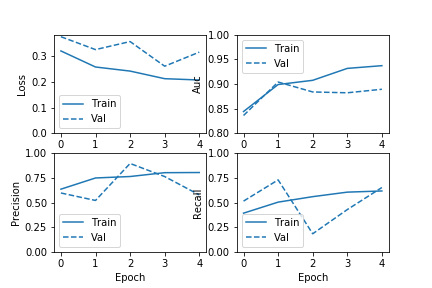 Loss
0.3
0.2
0.1
0.0
Train
Val
0 1 2 3 4
Auc
1.00
0.95
0.90
0.85
0.80
Train
Val
0 1 2 3 4
Precision
1.00
0.75
0.50
0.25
0.00
Train
Val
0 1 2 3 4
Epoch
Recall
1.00
0.75
0.50
0.25
0.00
Train
Val
0 1 2 3 4
Epoch